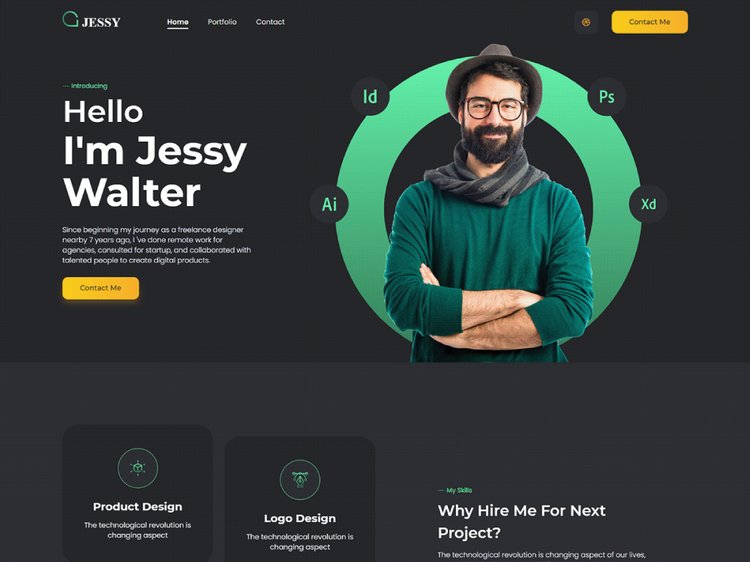 JESSY
Home
Portfolio
Contact
Contact Me
Introducing
Hello
I'm Jessy
Walter
Since beginning my journey as a freelance designer
nearby 7 years ago, I 've done remote work for
agencies, consulted for startup, and collaborated with
talented people to create digital products.
Contact Me
Id
Ps
Ai
Xd
Product Design
The technological revolution is
changing aspect
Logo Design
The technological revolution is
changing aspect
My Skills
Why Hire Me For Next
Project?
The technological revolution is changing aspect of our lives,